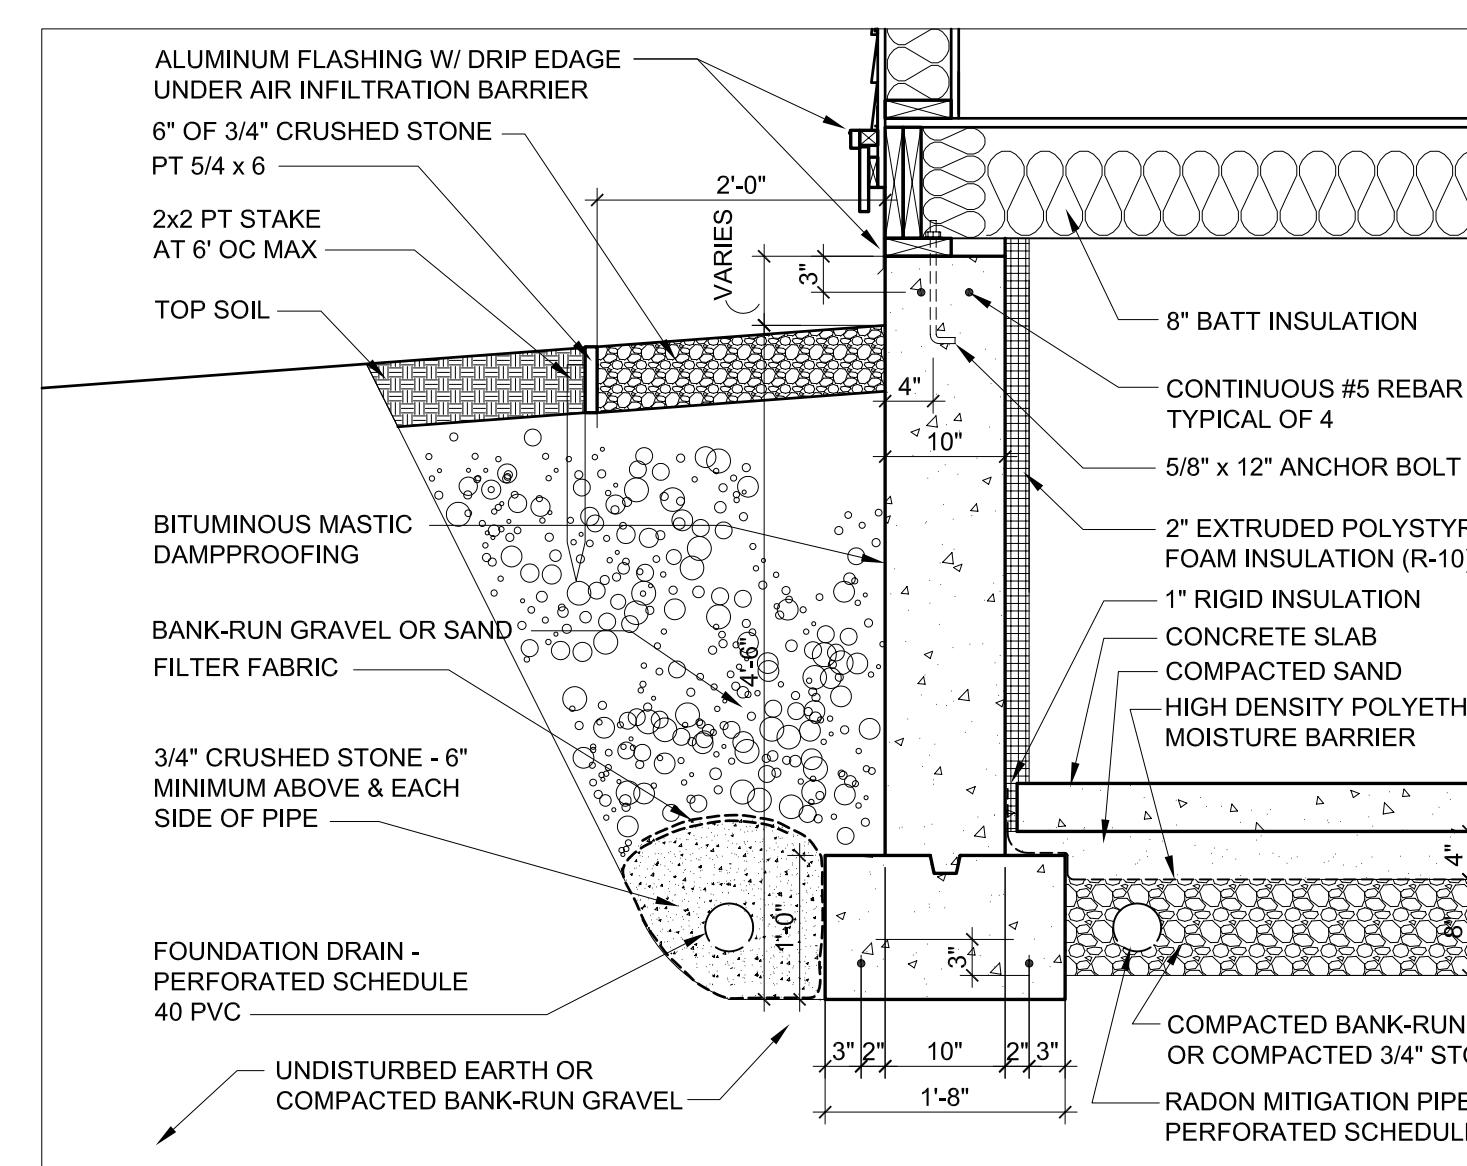 ALUMINUM FLASHING W/ DRIP EDAGE
UNDER AIR INFILTRATION BARRIER
6" OF 3/4" CRUSHED STONE
PT 5/4 x 6
2x2 PT STAKE
AT 6' OC MAX
TOP SOIL
BITUMINOUS MASTIC
DAMPPROOFING
BANK-RUN GRAVEL OR SAND
FILTER FABRIC
3/4" CRUSHED STONE - 6"
MINIMUM ABOVE & EACH
SIDE OF PIPE
FOUNDATION DRAIN -
PERFORATED SCHEDULE
40 PVC
UNDISTURBED EARTH OR
COMPACTED BANK-RUN GRAVEL
2'-0"
VARIES
3"
4"
10"
4'-6"
1'-0"
3"
3"
2"
10"
2"
3"
1'-8"
8" BATT INSULATION
CONTINUOUS #5 REBAR
TYPICAL OF 4
5/8" x 12" ANCHOR BOLT
2" EXTRUDED POLYSTYR
FOAM INSULATION (R-10)
1" RIGID INSULATION
CONCRETE SLAB
COMPACTED SAND
HIGH DENSITY POLYETH
MOISTURE BARRIER
4"
8"
COMPACTED BANK-RUN
OR COMPACTED 3/4" STO
RADON MITIGATION PIPE
PERFORATED SCHEDUL